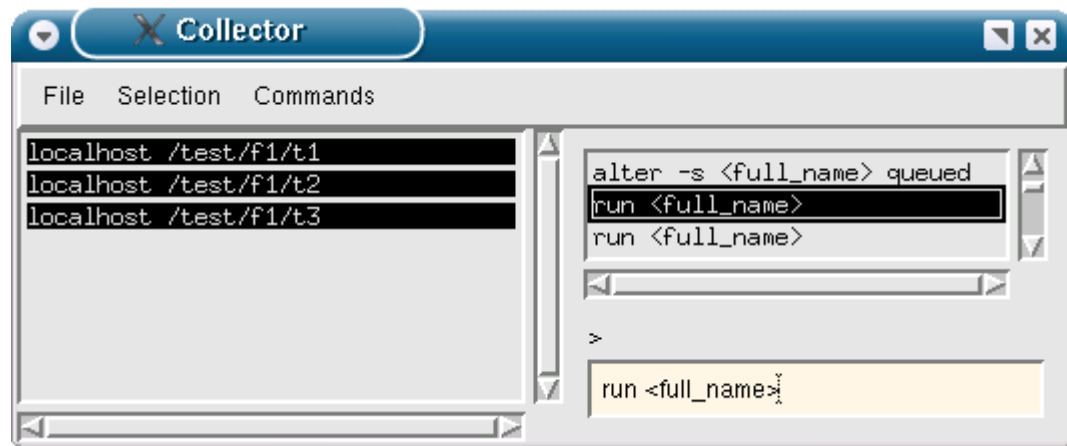 Collector
File Selection Commands
localhost /test/f1/t1
localhost /test/f1/t2
localhost /test/f1/t3
alter -s <full_name> queued
run <full_name>
run <full_name>
>
run <full_name>